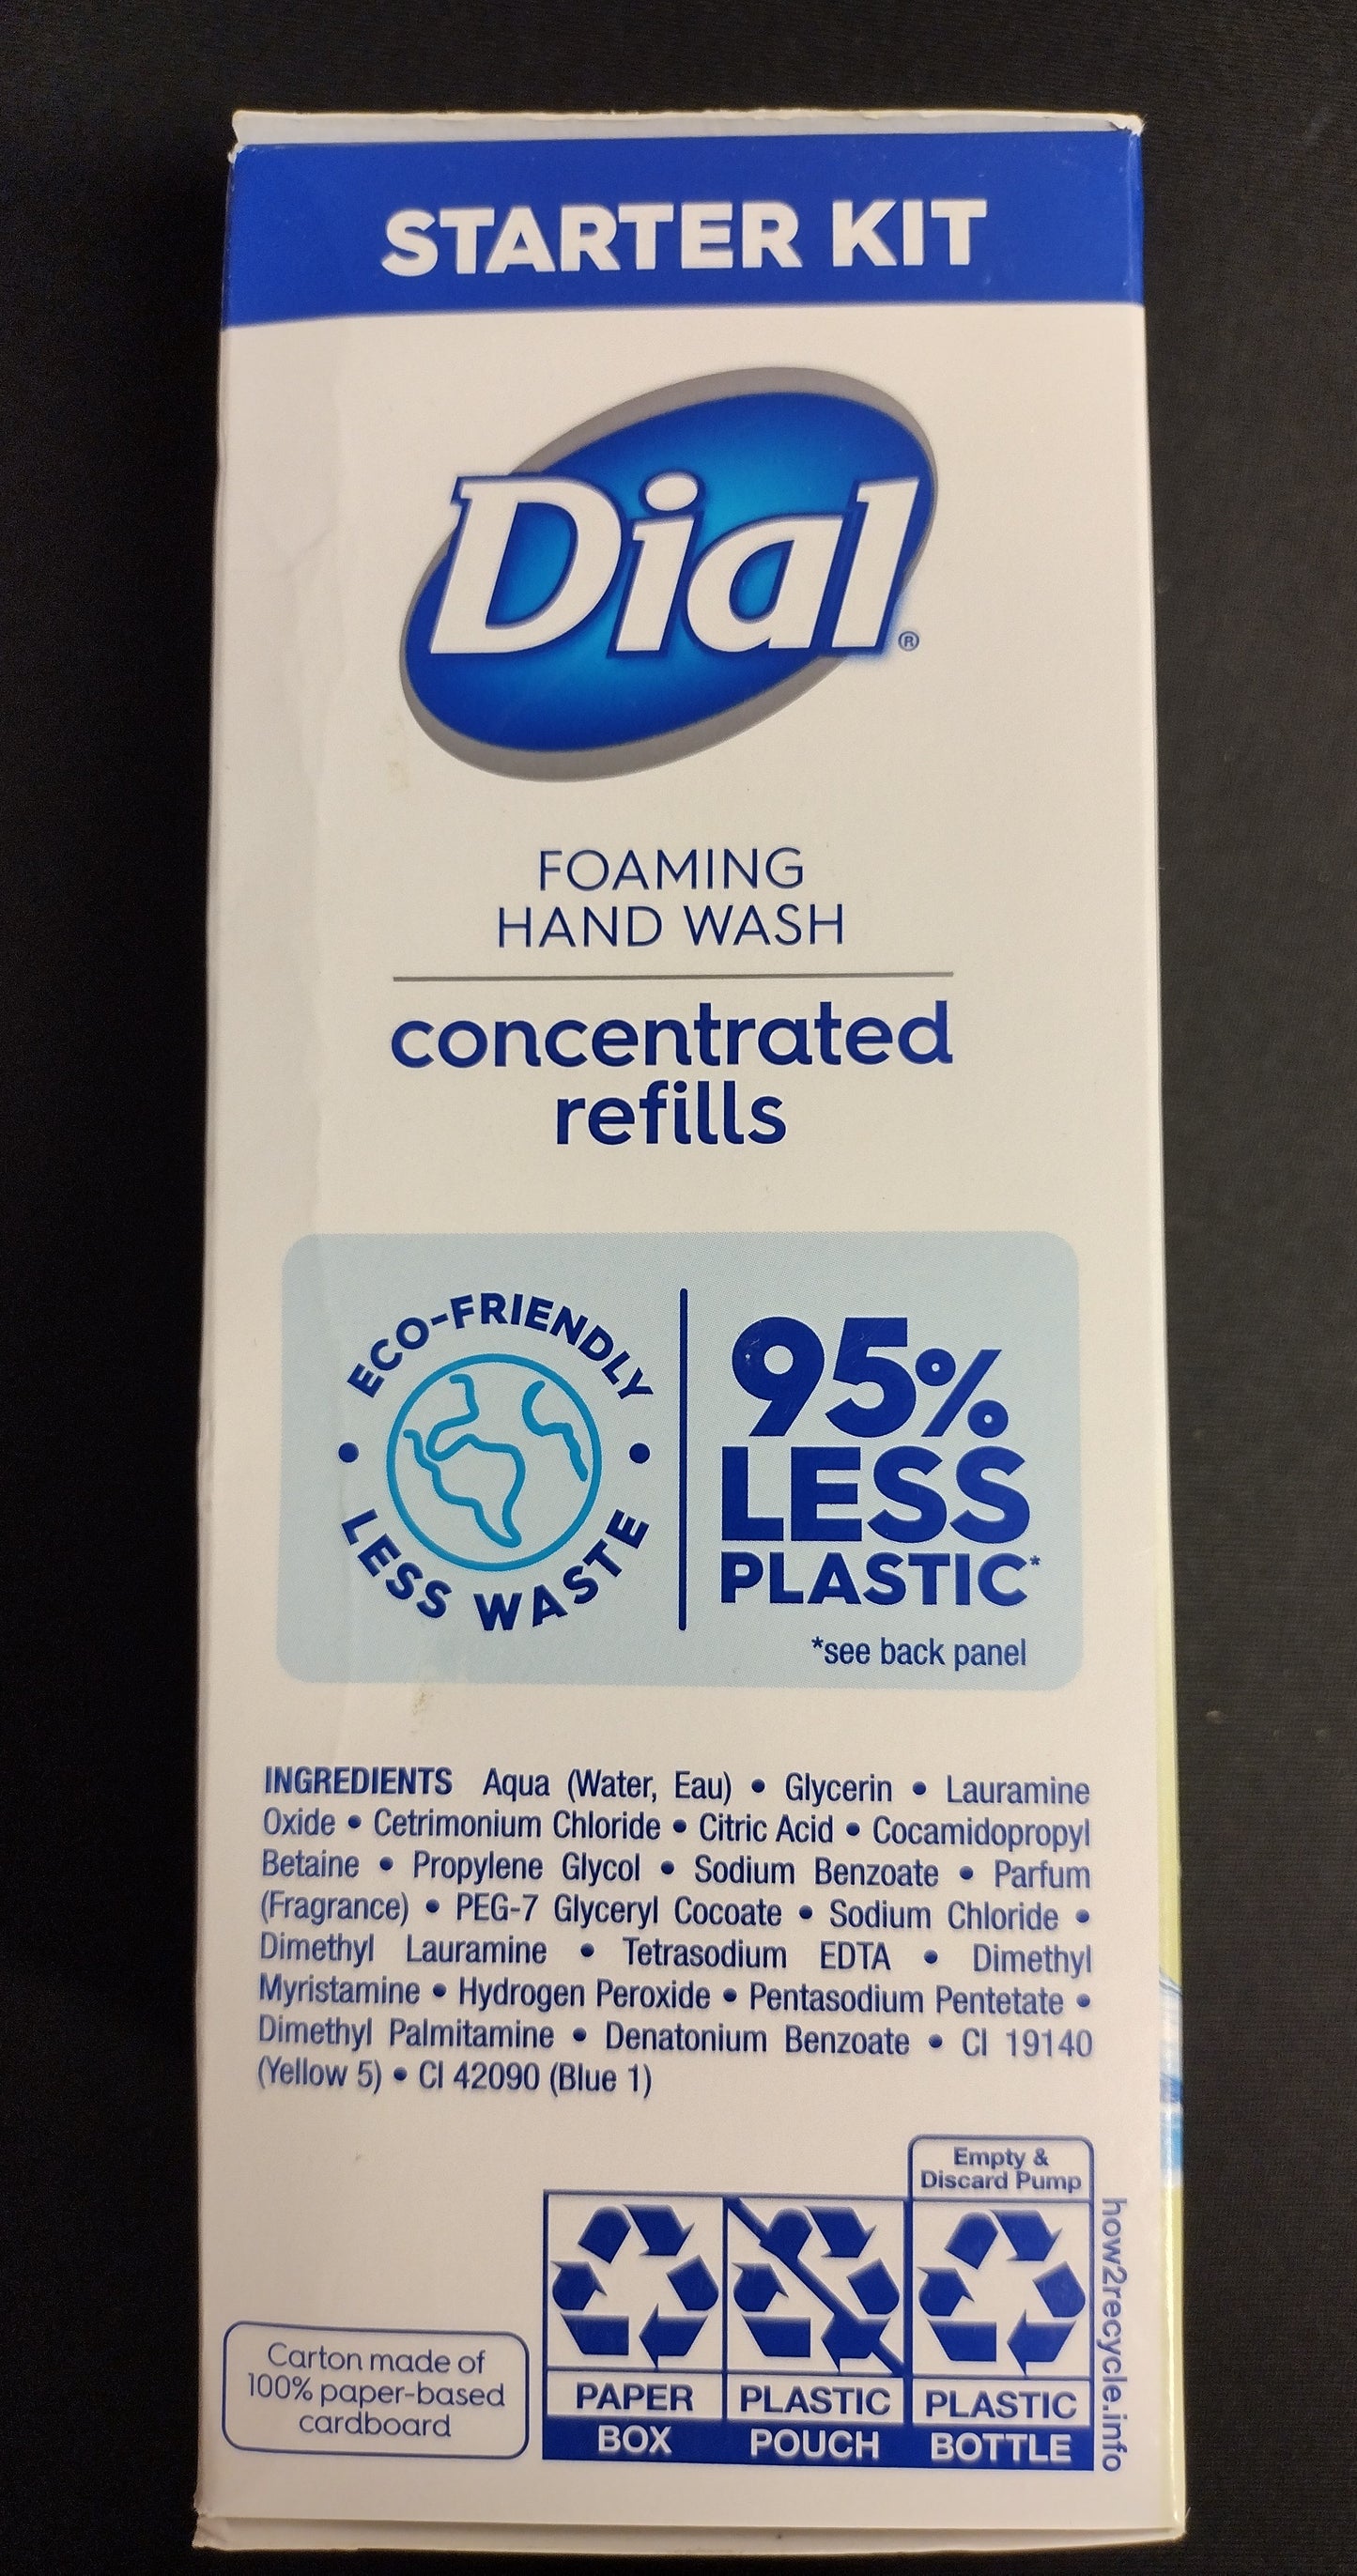 STARTER KIT
Dial®
FOAMING
HAND WASH
concentrated
refills
ECO-FRIENDLY
• LESS WASTE •
95%
LESS
PLASTIC*
*see back panel
INGREDIENTS Aqua (Water, Eau) • Glycerin • Lauramine
Oxide • Cetrimonium Chloride • Citric Acid • Cocamidopropyl
Betaine • Propylene Glycol • Sodium Benzoate • Parfum
(Fragrance) • PEG-7 Glyceryl Cocoate • Sodium Chloride •
Dimethyl Lauramine • Tetrasodium EDTA • Dimethyl
Myristamine • Hydrogen Peroxide • Pentasodium Pentetate •
Dimethyl Palmitamine • Denatonium Benzoate • CI 19140
(Yellow 5) • CI 42090 (Blue 1)
Carton made of
100% paper-based
cardboard
PAPER
BOX
PLASTIC
POUCH
Empty &
Discard Pump
PLASTIC
BOTTLE
how2recycle.info